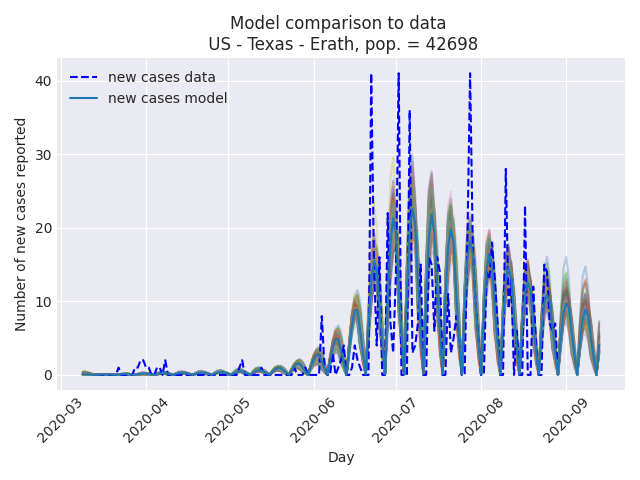 Model comparison to data
US - Texas - Erath, pop. = 42698
new cases data
new cases model
Number of new cases reported
40
30
20
10
0
2020-03
2020-04
2020-05
2020-06
2020-07
2020-08
2020-09
Day